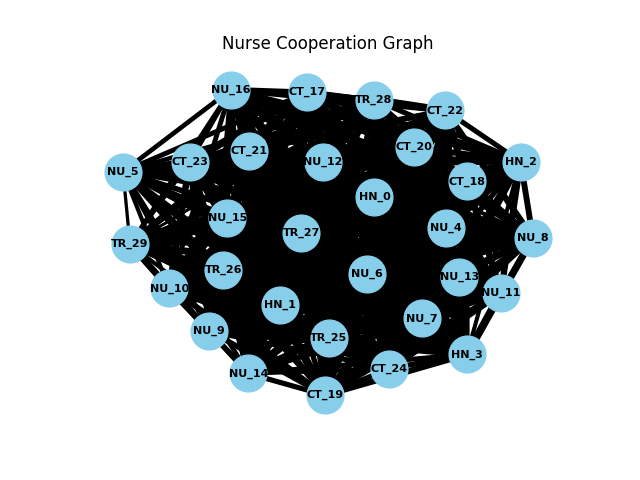 Nurse Cooperation Graph
NU_16
CT_17
TR_28
CT_22
CT_20
CT_21
NU_12
CT_23
HN_2
NU_5
CT_18
HN_0
NU_15
NU_4
TR_27
NU_8
TR_29
TR_26
NU_6
NU_13
NU_10
NU_11
HN_1
NU_7
NU_9
TR_25
HN_3
CT_24
NU_14
CT_19